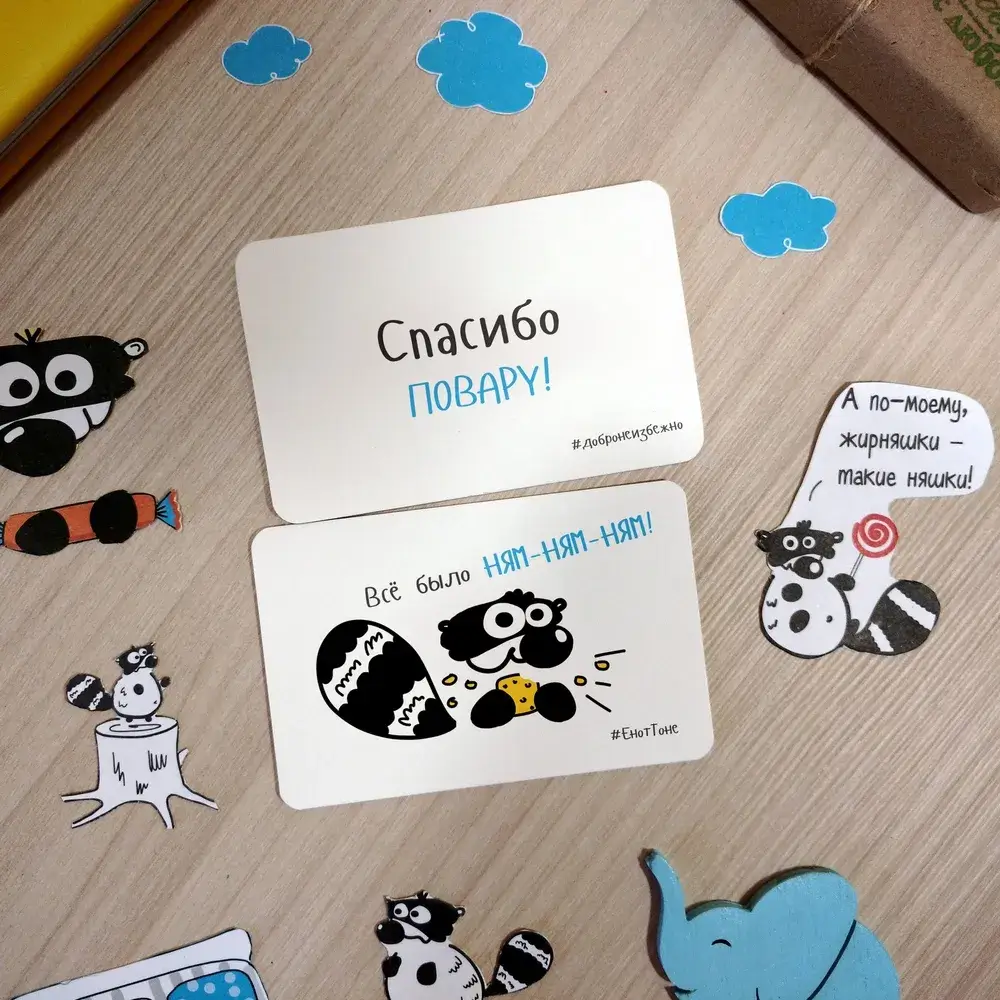 Спасибо
ПОВАРУ!
#добронеизбежно
А по-моему,
жирняшки –
такие няшки!
Всё было НЯМ-НЯМ-НЯМ!
#ЕнотТоне